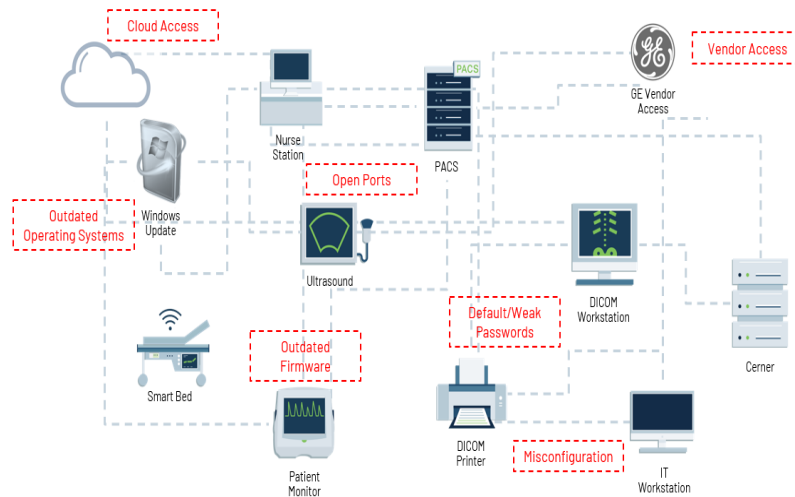 Cloud Access
PACS
GE
Vendor Access
GE Vendor
Access
Nurse
Station
PACS
Open Ports
Outdated
Operating Systems
Windows
Update
Ultrasound
DICOM
Workstation
Default/Weak
Passwords
Outdated
Firmware
Smart Bed
Cerner
Patient
Monitor
DICOM
Printer
Misconfiguration
IT
Workstation